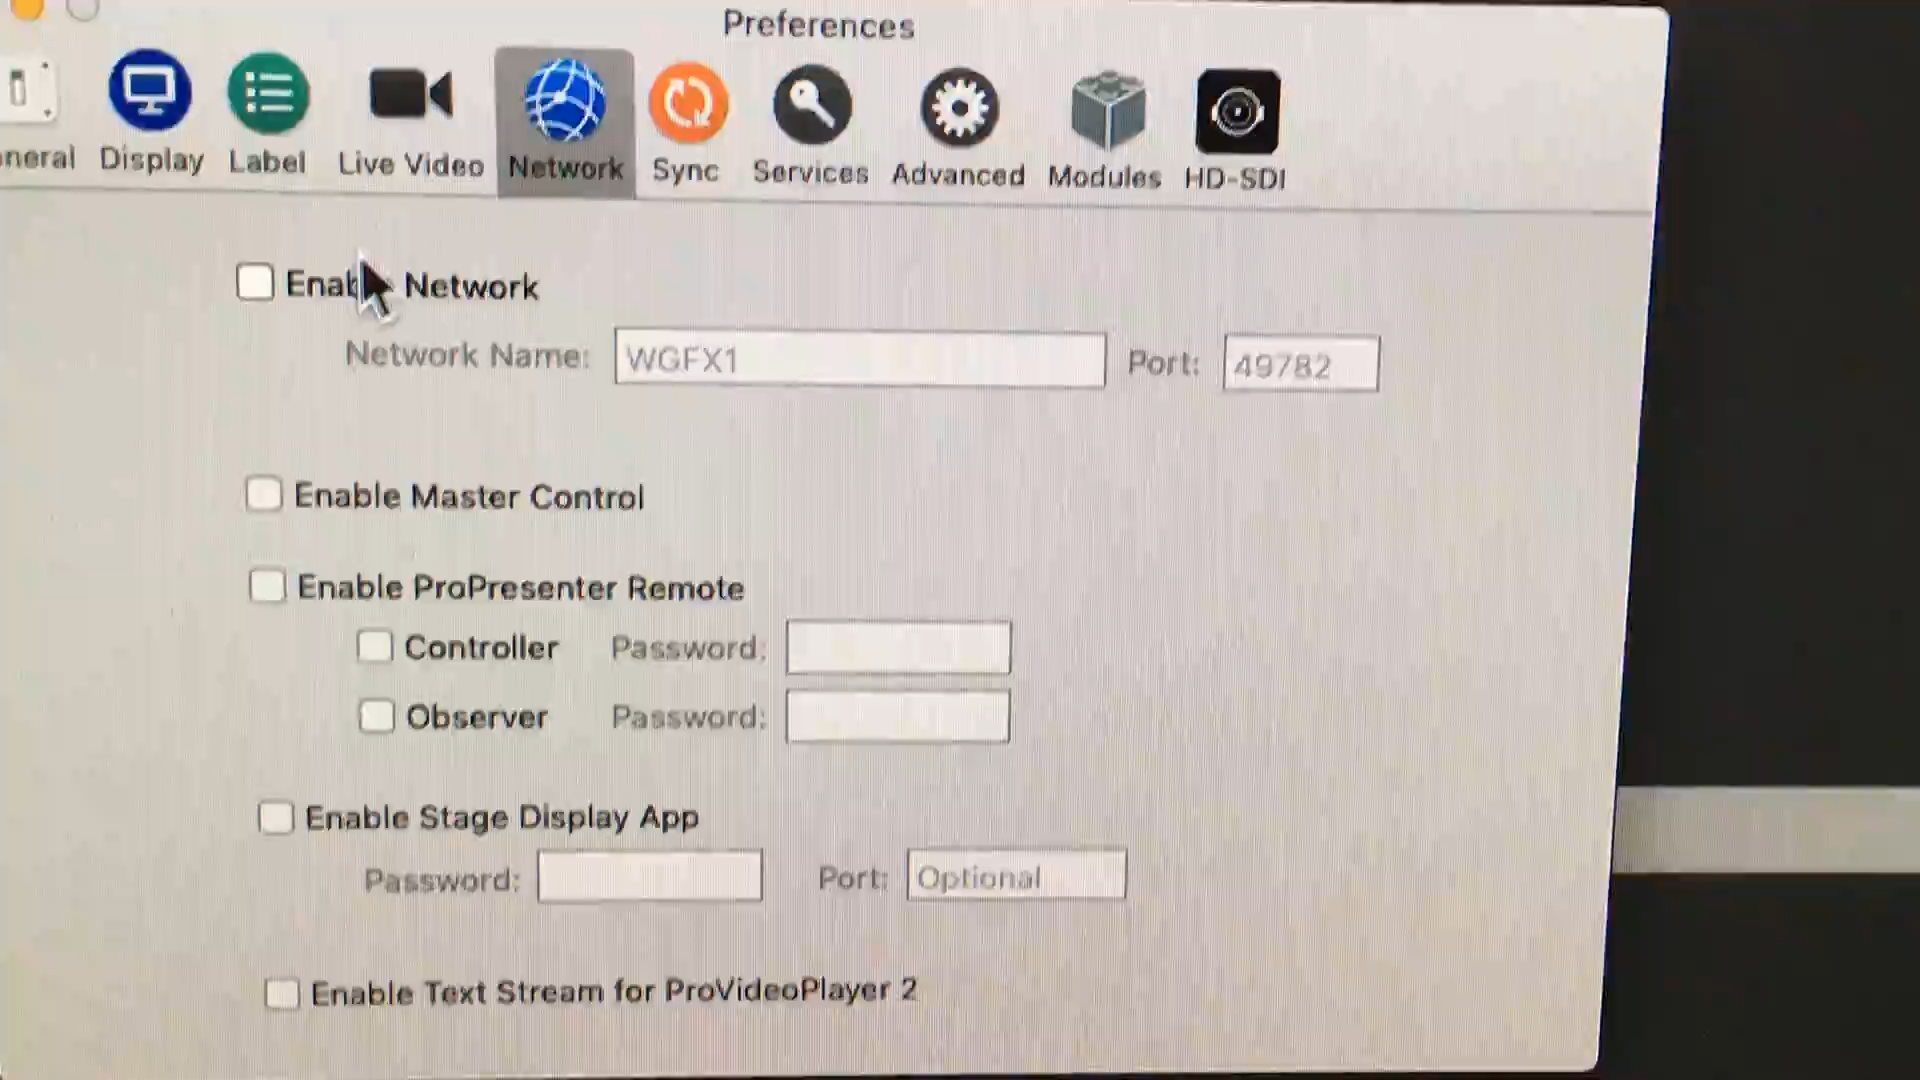 Preferences
neral Display Label Live Video Network Sync Services Advanced Modules HD-SDI
Enable Network
Network Name: WGFX1 Port: 49782
Enable Master Control
Enable ProPresenter Remote
Controller Password:
Observer Password:
Enable Stage Display App
Password: Port: Optional
Enable Text Stream for ProVideoPlayer 2